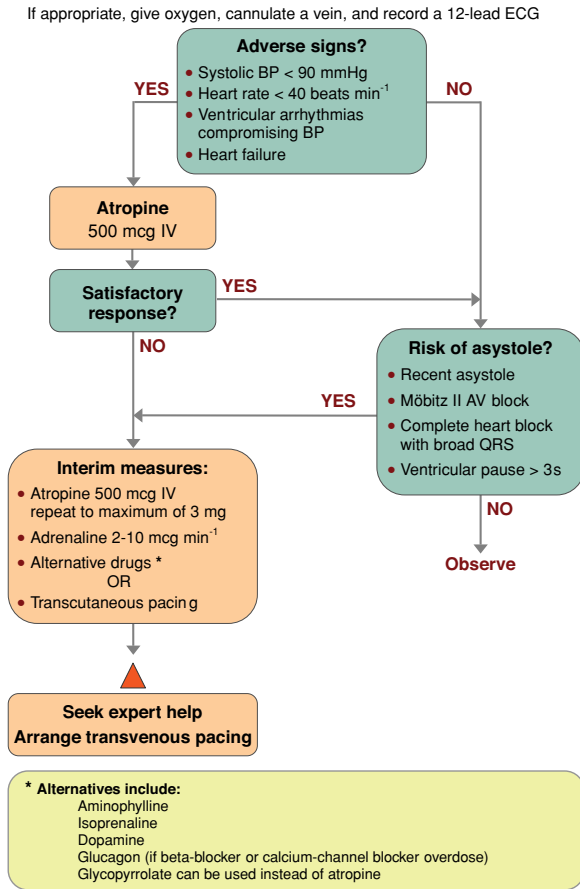 If appropriate, give oxygen, cannulate a vein, and record a 12-lead ECG
Adverse signs?
• Systolic BP < 90 mmHg
• Heart rate < 40 beats min⁻¹
• Ventricular arrhythmias
compromising BP
• Heart failure
YES
NO
Atropine
500 mcg IV
Satisfactory
response?
YES
NO
Risk of asystole?
• Recent asystole
• Möbitz II AV block
• Complete heart block
with broad QRS
• Ventricular pause > 3s
YES
NO
Observe
Interim measures:
• Atropine 500 mcg IV
repeat to maximum of 3 mg
• Adrenaline 2-10 mcg min⁻¹
• Alternative drugs *
OR
• Transcutaneous pacing
Seek expert help
Arrange transvenous pacing
* Alternatives include:
Aminophylline
Isoprenaline
Dopamine
Glucagon (if beta-blocker or calcium-channel blocker overdose)
Glycopyrrolate can be used instead of atropine